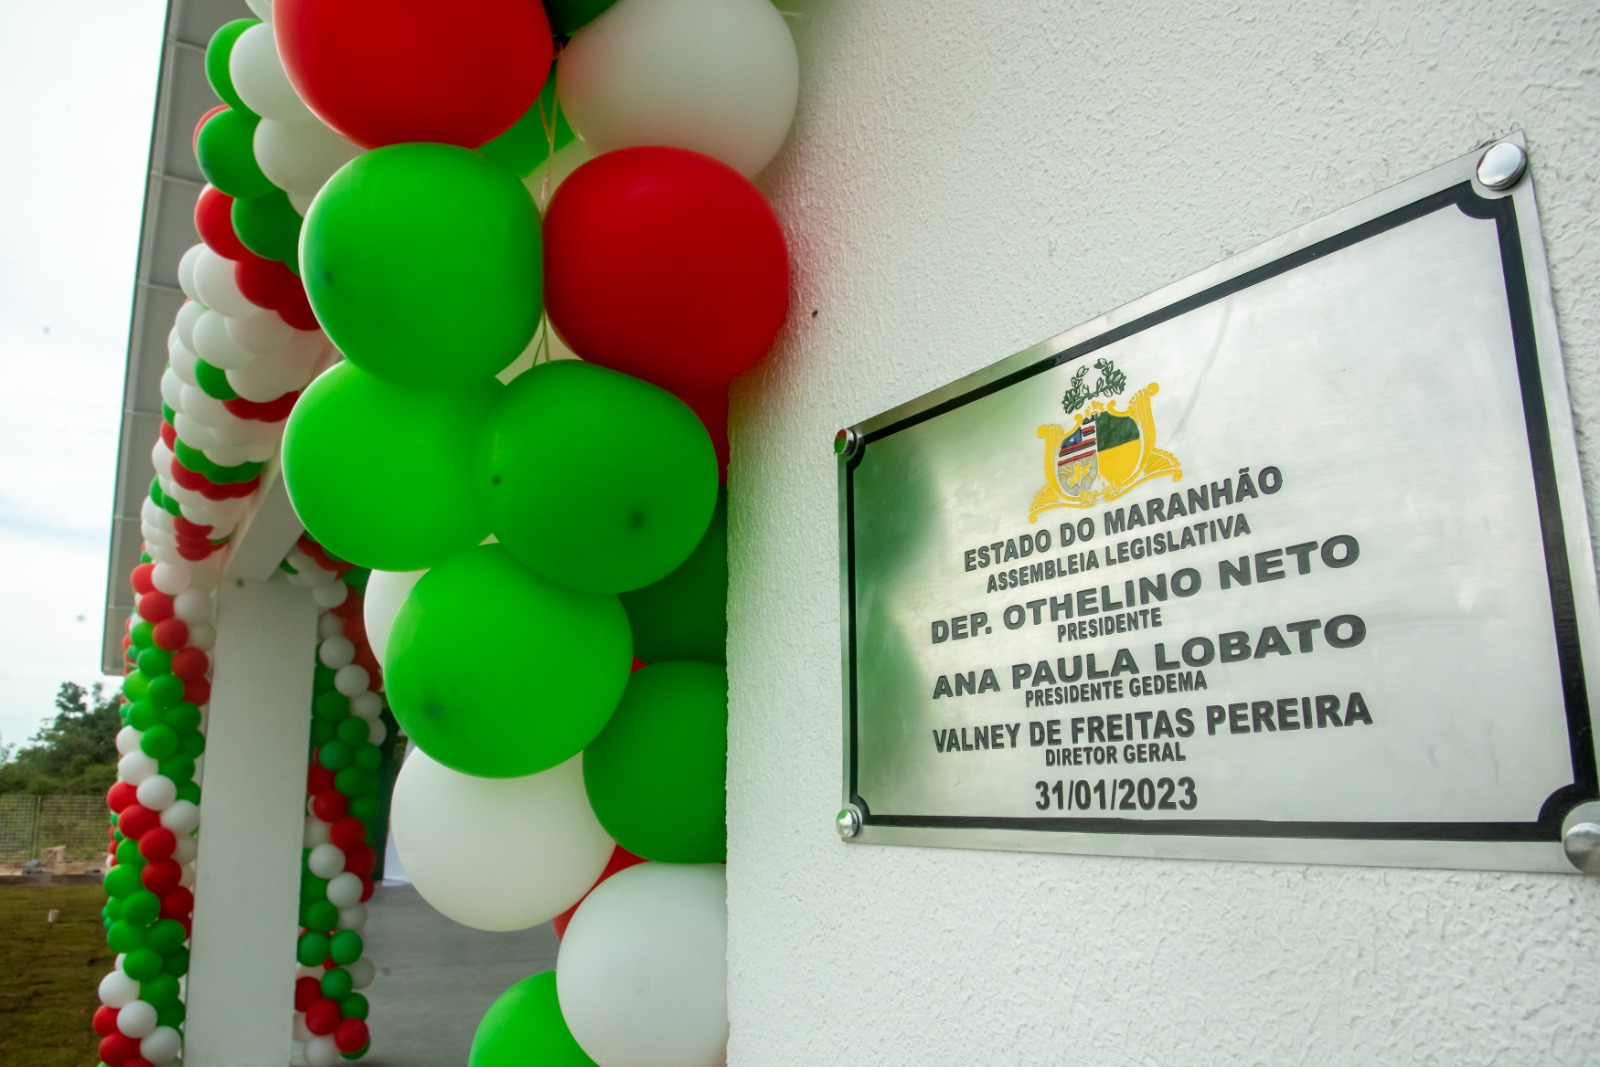 ESTADO DO MARANHÃO
ASSEMBLEIA LEGISLATIVA
DEP. OTHELINO NETO
PRESIDENTE
ANA PAULA LOBATO
PRESIDENTE GEDEMA
VALNEY DE FREITAS PEREIRA
DIRETOR GERAL
31/01/2023